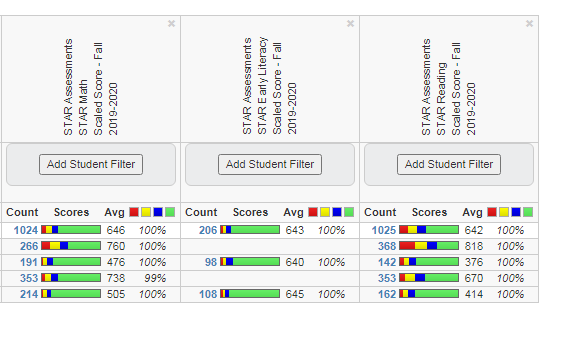 STAR Assessments
STAR Math
Scaled Score - Fall
2019-2020
STAR Assessments
STAR Early Literacy
Scaled Score - Fall
2019-2020
STAR Assessments
STAR Reading
Scaled Score - Fall
2019-2020
Add Student Filter Add Student Filter Add Student Filter
Count Scores Avg Count Scores Avg Count Scores Avg
1024 646 100% 206 643 100% 1025 642 100%
266 760 100% 368 818 100%
191 476 100% 98 640 100% 142 376 100%
353 738 99% 353 670 100%
214 505 100% 108 645 100% 162 414 100%